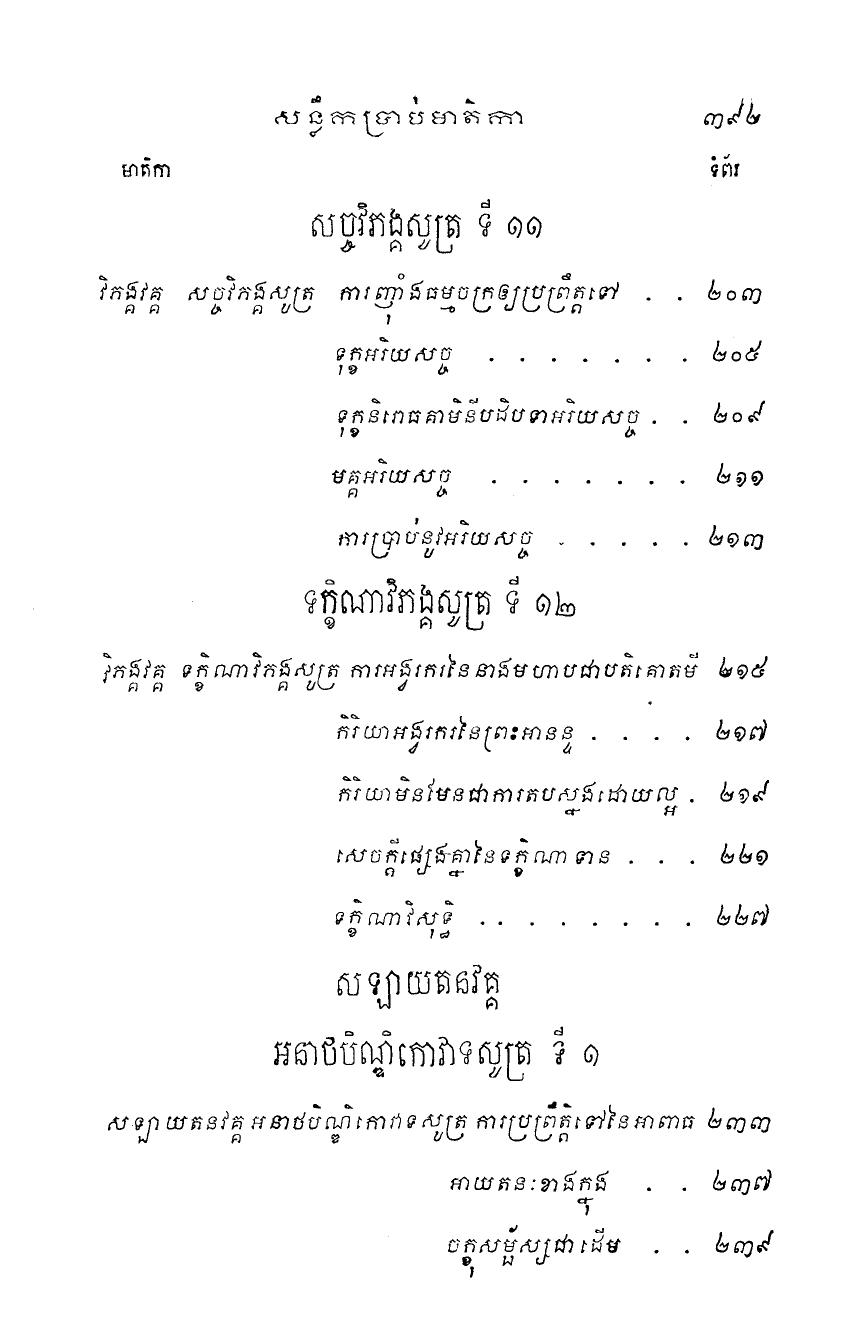 សន្លឹកប្រាប់មាតិកា ៣៩២
មាតិកា ទំព័រ
សច្ចវិភង្គសូត្រ ទី ១១
វិភង្គវគ្គ សច្ចវិភង្គសូត្រ ការញុំាងធម្មចក្រឲ្យប្រព្រឹត្តទៅ . . ២០៣
ទុក្ខអរិយសច្ច . . . . . . . ២០៥
ទុក្ខនិរោធគាមិនីបដិបទាអរិយសច្ច . . ២០៩
មគ្គអរិយសច្ច . . . . . . . ២១១
ការប្រាប់នូវអរិយសច្ច . . . . . ២១៣
ទក្ខិណាវិភង្គសូត្រ ទី ១២
វិភង្គវគ្គ ទក្ខិណាវិភង្គសូត្រ ការអង្វរករនៃនាងមហាបជាបតិគោតមី ២១៥
កិរិយាអង្វរករនៃព្រះអានន្ទ . . . . ២១៧
កិរិយាមិនមែនជាការតបស្នងដោយល្អ . ២១៩
សេចក្តីផ្សេងគ្នានៃទក្ខិណាទាន . . . ២២១
ទក្ខិណាវិសុទ្ធិ . . . . . . . . ២២៧
សឡាយតនវគ្គ
អនាថបិណ្ឌិកោវាទសូត្រ ទី ១
សឡាយតនវគ្គ អនាថបិណ្ឌិកោវាទសូត្រ ការប្រព្រឹត្តិទៅនៃអាពាធ ២៣៣
អាយតនៈខាងក្នុង . . ២៣៧
ចក្ខុសម្ផ័ស្សជាដើម . . ២៣៩